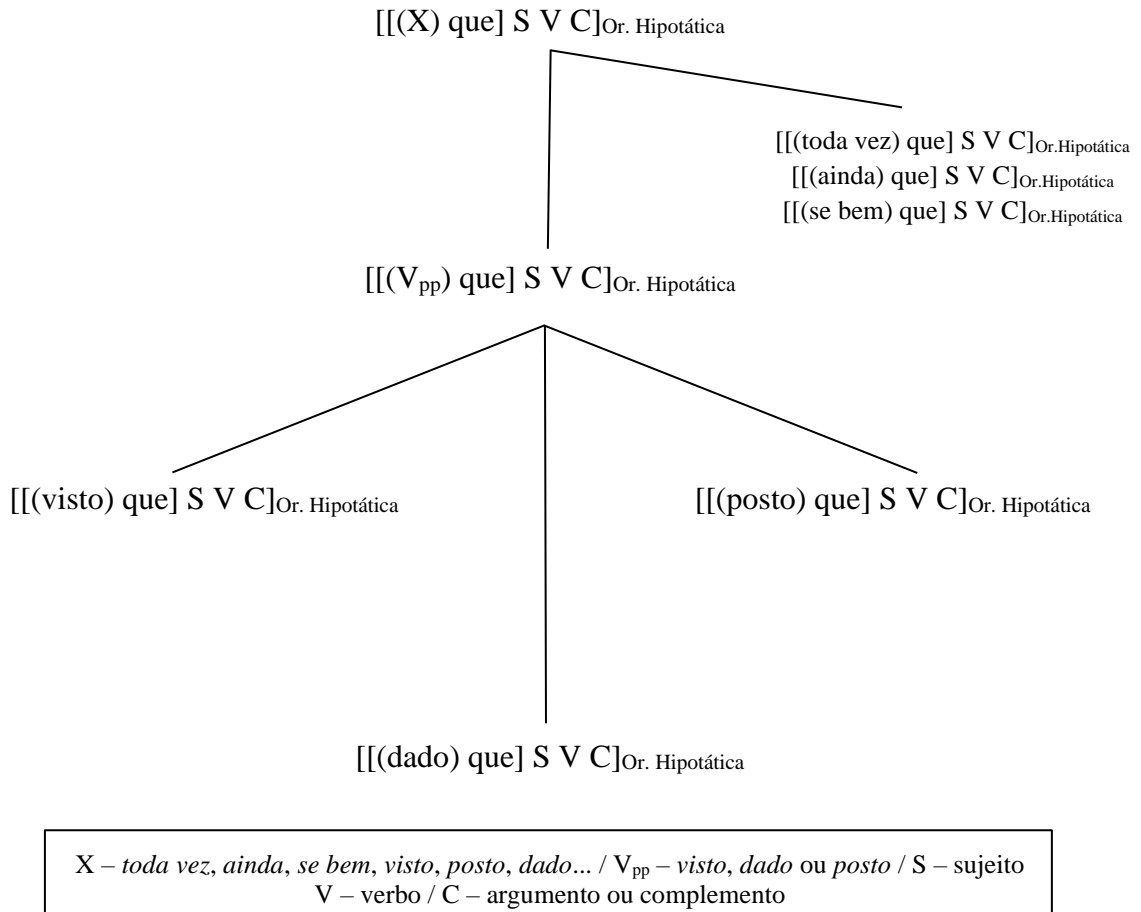 [[(X) que] S V C]Or. Hipotática
[[(toda vez) que] S V C]Or.Hipotática
[[(ainda) que] S V C]Or.Hipotática
[[(se bem) que] S V C]Or.Hipotática
[[(Vpp) que] S V C]Or. Hipotática
[[(visto) que] S V C]Or. Hipotática
[[(posto) que] S V C]Or. Hipotática
[[(dado) que] S V C]Or. Hipotática
X – toda vez, ainda, se bem, visto, posto, dado... / Vpp – visto, dado ou posto / S – sujeito
V – verbo / C – argumento ou complemento